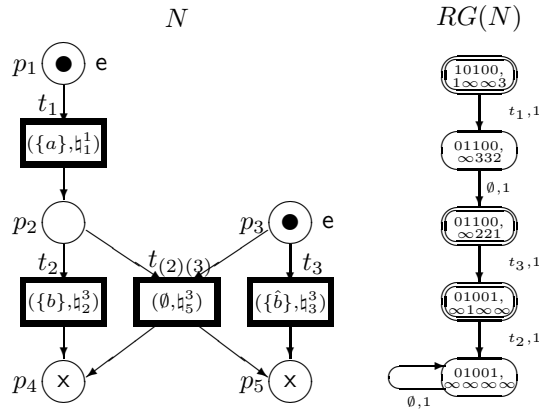 N
RG(N)
p₁ e
t₁
({a},♮¹₁)
p₂
p₃ e
t₂ t₍₂₎₍₃₎ t₃
({b},♮³₂) (∅,♮³₅) ({b̂},♮³₃)
p₄ x
p₅ x
10100,
1∞∞3
t₁,1
01100,
∞332
∅,1
01100,
∞221
t₃,1
01001,
∞1∞∞
t₂,1
01001,
∞∞∞∞
∅,1